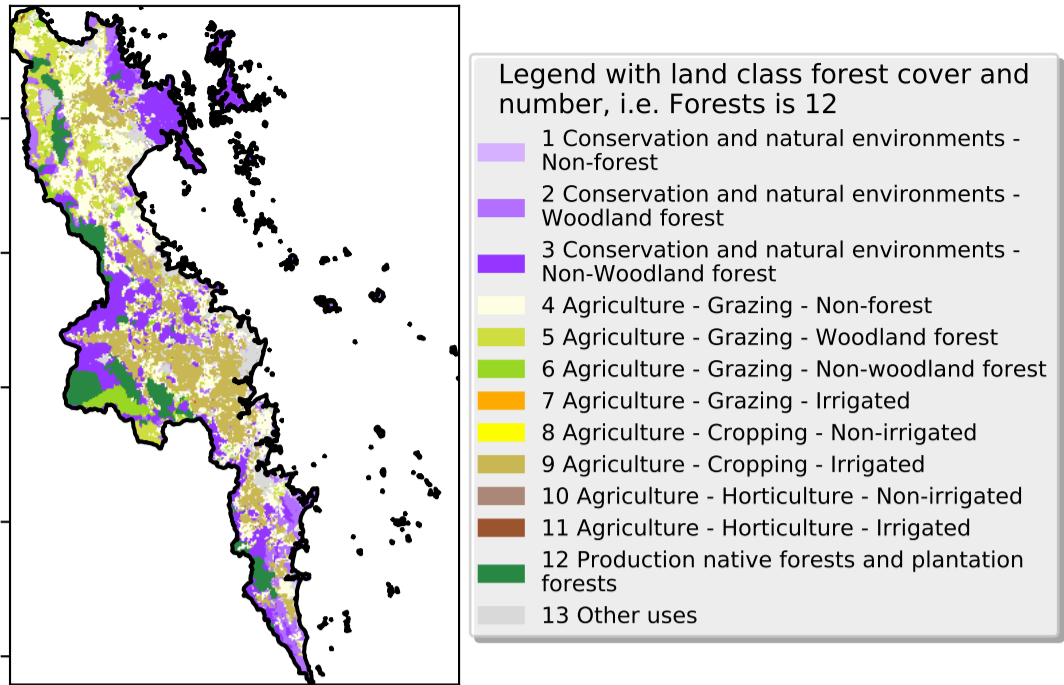 Legend with land class forest cover and
number, i.e. Forests is 12
1 Conservation and natural environments -
Non-forest
2 Conservation and natural environments -
Woodland forest
3 Conservation and natural environments -
Non-Woodland forest
4 Agriculture - Grazing - Non-forest
5 Agriculture - Grazing - Woodland forest
6 Agriculture - Grazing - Non-woodland forest
7 Agriculture - Grazing - Irrigated
8 Agriculture - Cropping - Non-irrigated
9 Agriculture - Cropping - Irrigated
10 Agriculture - Horticulture - Non-irrigated
11 Agriculture - Horticulture - Irrigated
12 Production native forests and plantation
forests
13 Other uses